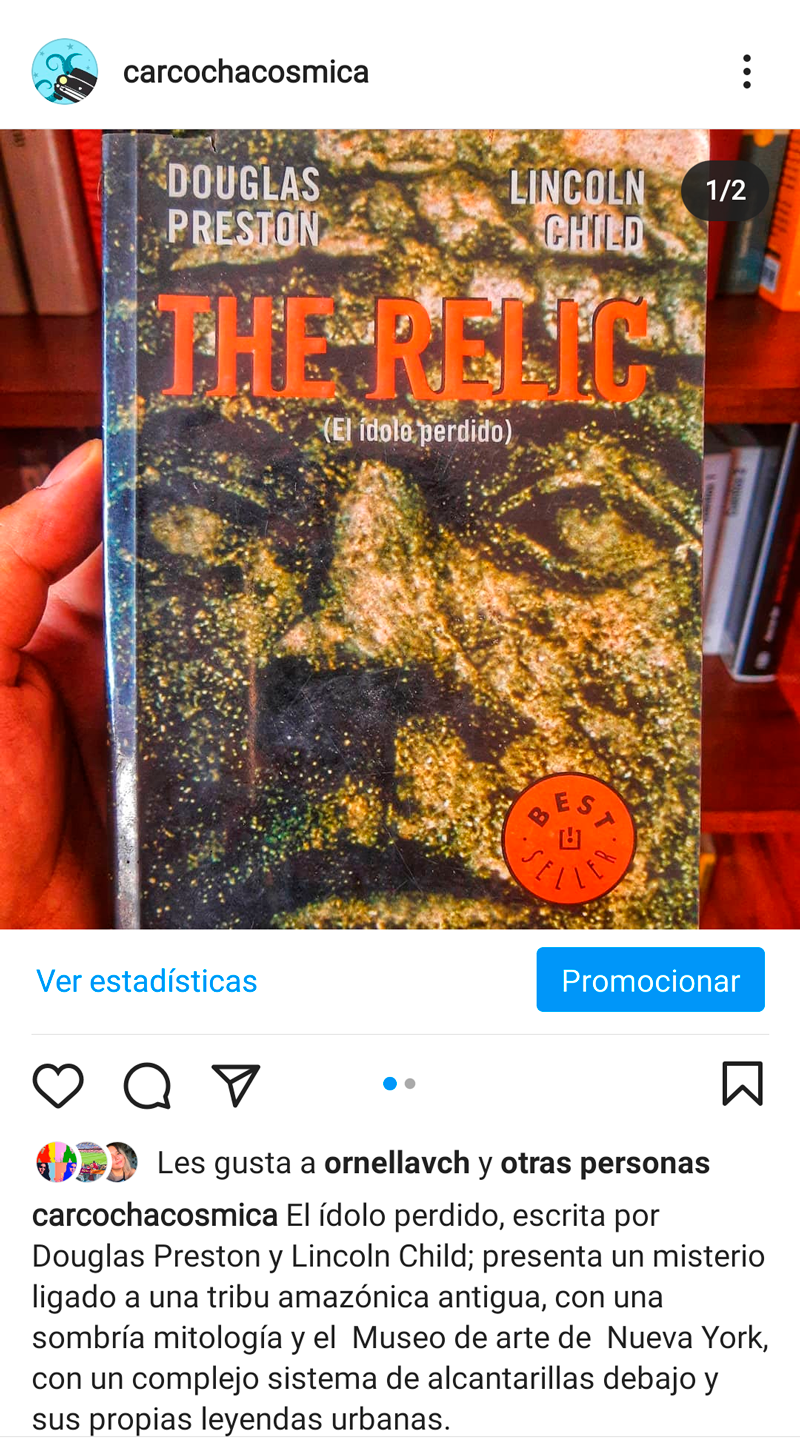 carcochacosmica
1/2
DOUGLAS
PRESTON
LINCOLN
CHILD
THE RELIC
(El ídolo perdido)
BEST
SELLER
Ver estadísticas
Promocionar
Les gusta a ornellavch y otras personas
carcochacosmica El ídolo perdido, escrita por
Douglas Preston y Lincoln Child; presenta un misterio
ligado a una tribu amazónica antigua, con una
sombría mitología y el  Museo de arte de  Nueva York,
con un complejo sistema de alcantarillas debajo y
sus propias leyendas urbanas.